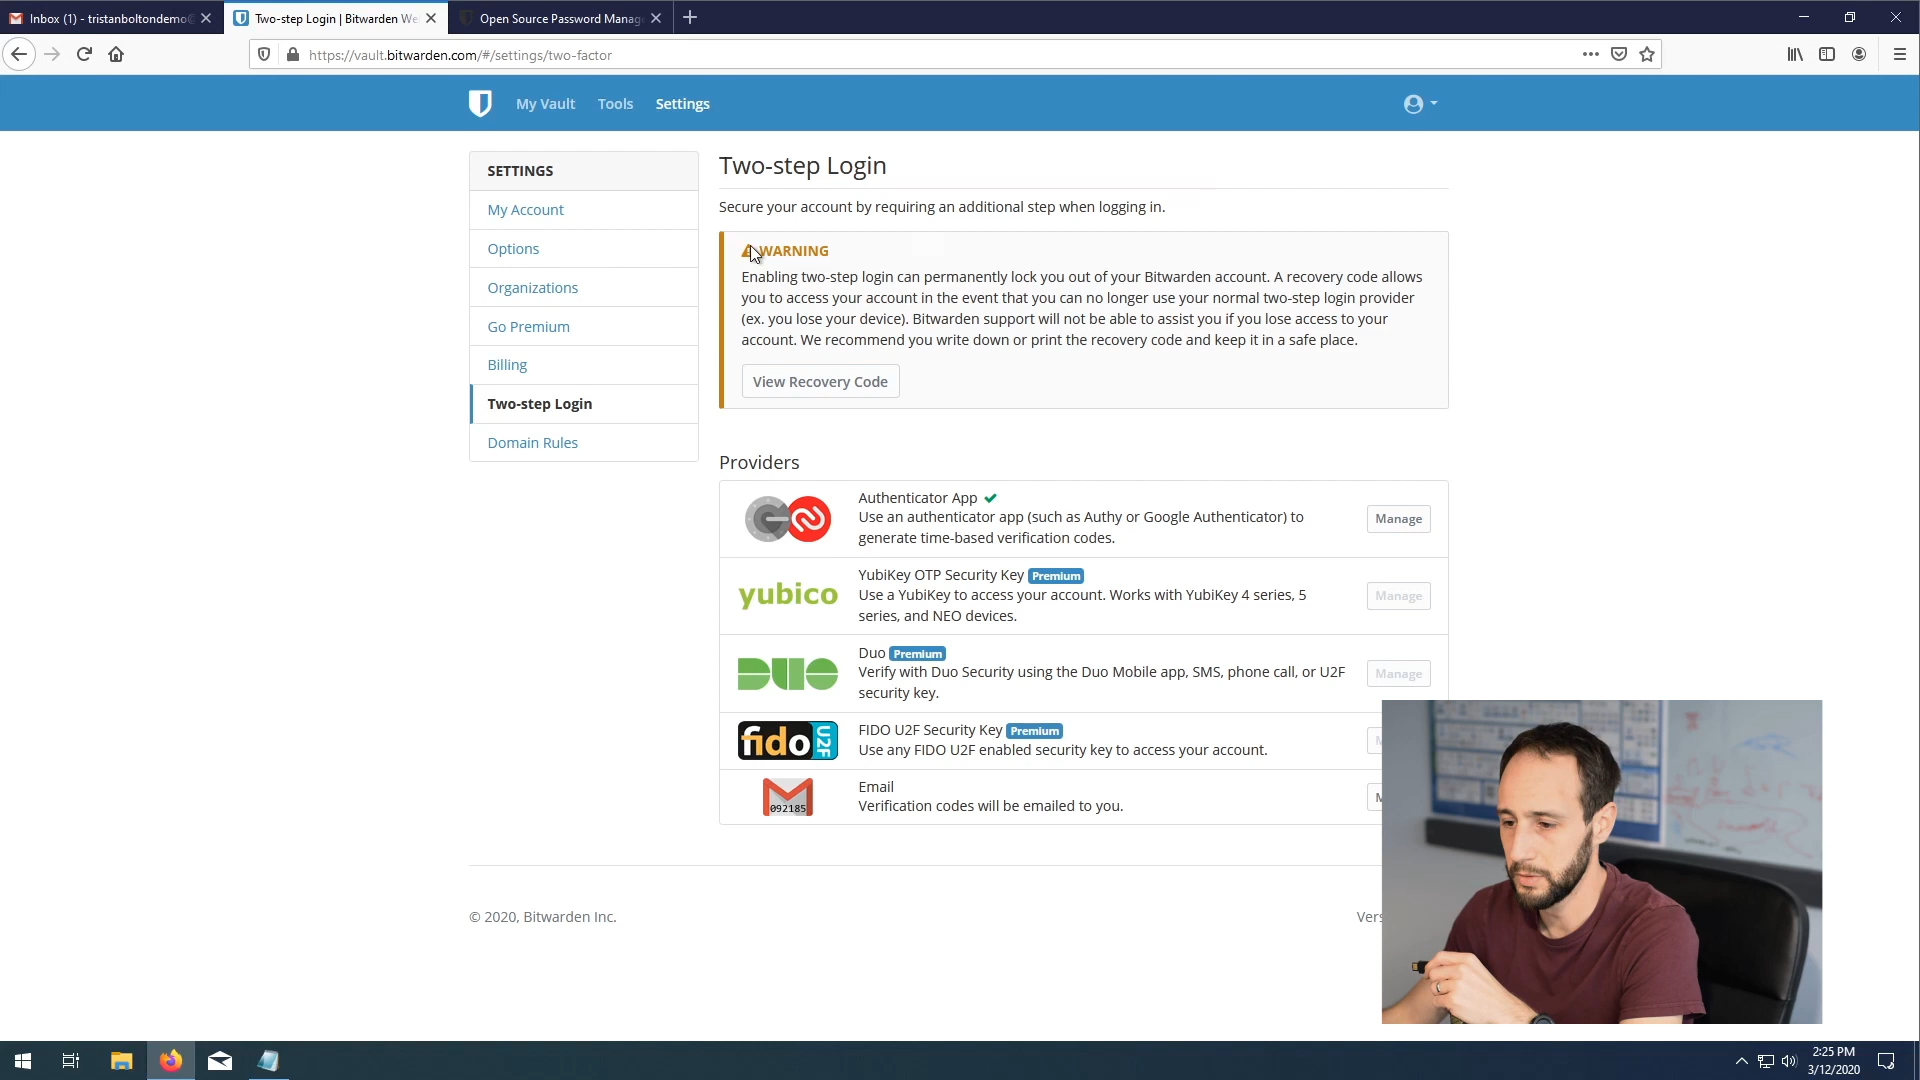 Inbox (1) - tristanboltondemo@
Two-step Login | Bitwarden We
Open Source Password Manag
https://vault.bitwarden.com/#/settings/two-factor
My Vault
Tools
Settings
SETTINGS
My Account
Options
Organizations
Go Premium
Billing
Two-step Login
Domain Rules
Two-step Login
Secure your account by requiring an additional step when logging in.
WARNING
Enabling two-step login can permanently lock you out of your Bitwarden account. A recovery code allows
you to access your account in the event that you can no longer use your normal two-step login provider
(ex. you lose your device). Bitwarden support will not be able to assist you if you lose access to your
account. We recommend you write down or print the recovery code and keep it in a safe place.
View Recovery Code
Providers
Authenticator App
Use an authenticator app (such as Authy or Google Authenticator) to
generate time-based verification codes.
Manage
yubico
YubiKey OTP Security Key Premium
Use a YubiKey to access your account. Works with YubiKey 4 series, 5
series, and NEO devices.
Manage
DUO
Duo Premium
Verify with Duo Security using the Duo Mobile app, SMS, phone call, or U2F
security key.
Manage
fido U2F
FIDO U2F Security Key Premium
Use any FIDO U2F enabled security key to access your account.
092185
Email
Verification codes will be emailed to you.
© 2020, Bitwarden Inc.
Vers
2:25 PM
3/12/2020